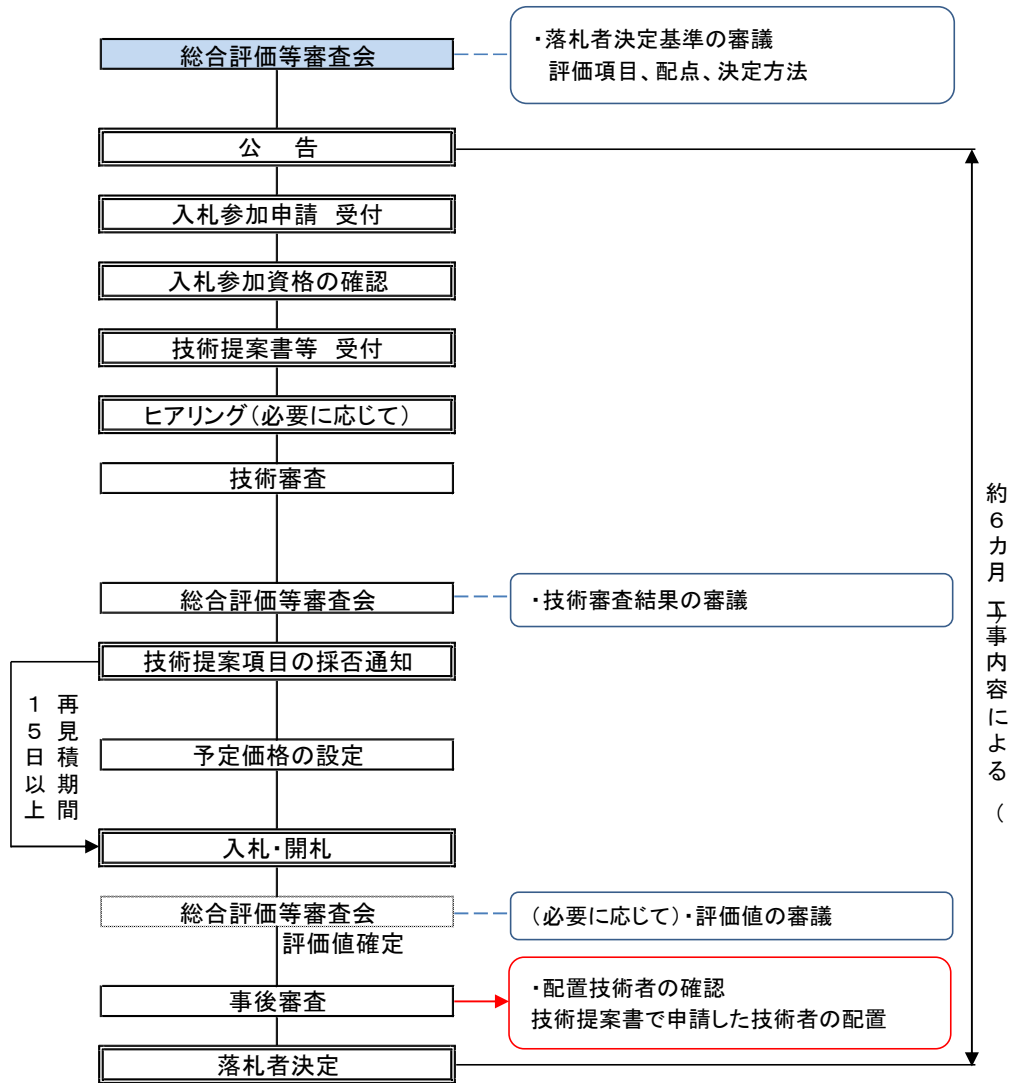 総合評価等審査会
・落札者決定基準の審議
評価項目、配点、決定方法
公　告
入札参加申請 受付
入札参加資格の確認
技術提案書等 受付
ヒアリング(必要に応じて)
技術審査
総合評価等審査会
・技術審査結果の審議
技術提案項目の採否通知
再見積期間
15日以上
予定価格の設定
入札・開札
総合評価等審査会
(必要に応じて)・評価値の審議
評価値確定
事後審査
・配置技術者の確認
技術提案書で申請した技術者の配置
落札者決定
約6カ月(工事内容による)